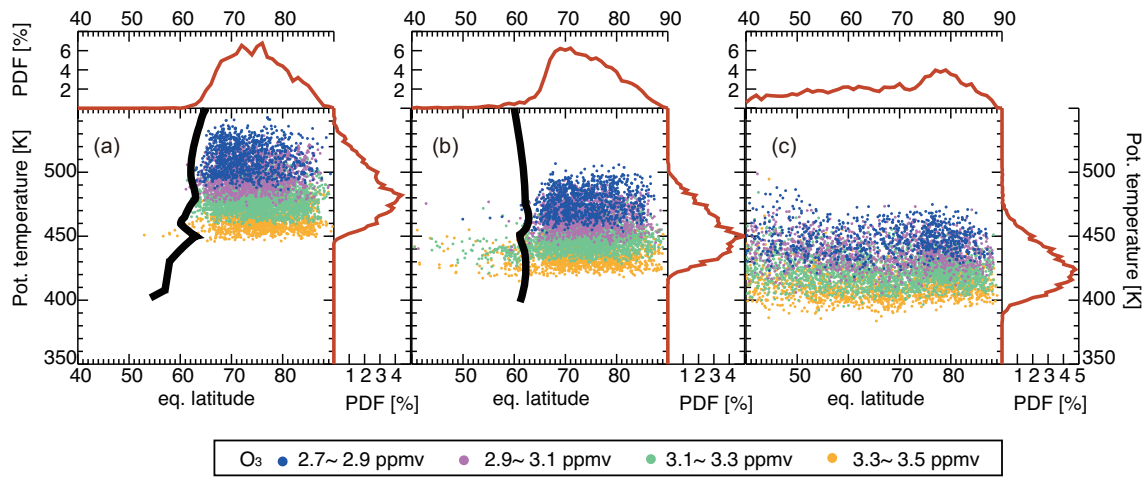 40 50 60 70 80 40 50 60 70 80 40 50 60 70 80 90
PDF [%]
6 4 2
6 4 2
6 4 2
Pot. temperature [K]
500 450 400 350
(a)
(b)
(c)
500 450 400 350
Pot. temperature [K]
40 50 60 70 80 1 2 3 4 40 50 60 70 80 1 2 3 4 50 60 70 80 90 1 2 3 4 5
eq. latitude PDF [%] eq. latitude PDF [%] eq. latitude PDF [%]
O3 2.7~ 2.9 ppmv 2.9~ 3.1 ppmv 3.1~ 3.3 ppmv 3.3~ 3.5 ppmv